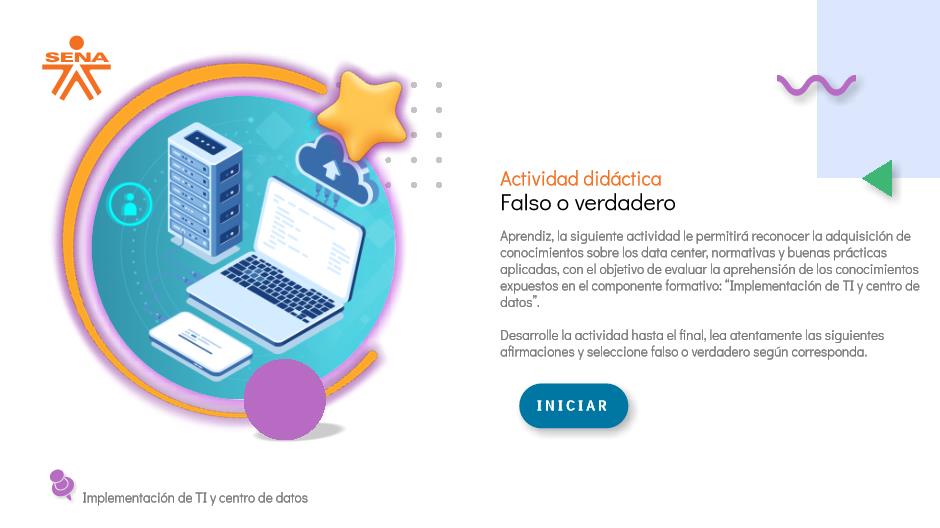 SENA
Actividad didáctica
Falso o verdadero
Aprendiz, la siguiente actividad le permitirá reconocer la adquisición de
conocimientos sobre los data center, normativas y buenas prácticas
aplicadas, con el objetivo de evaluar la aprehensión de los conocimientos
expuestos en el componente formativo: “Implementación de TI y centro de
datos”.
Desarrolle la actividad hasta el final, lea atentamente las siguientes
afirmaciones y seleccione falso o verdadero según corresponda.
INICIAR
Implementación de TI y centro de datos